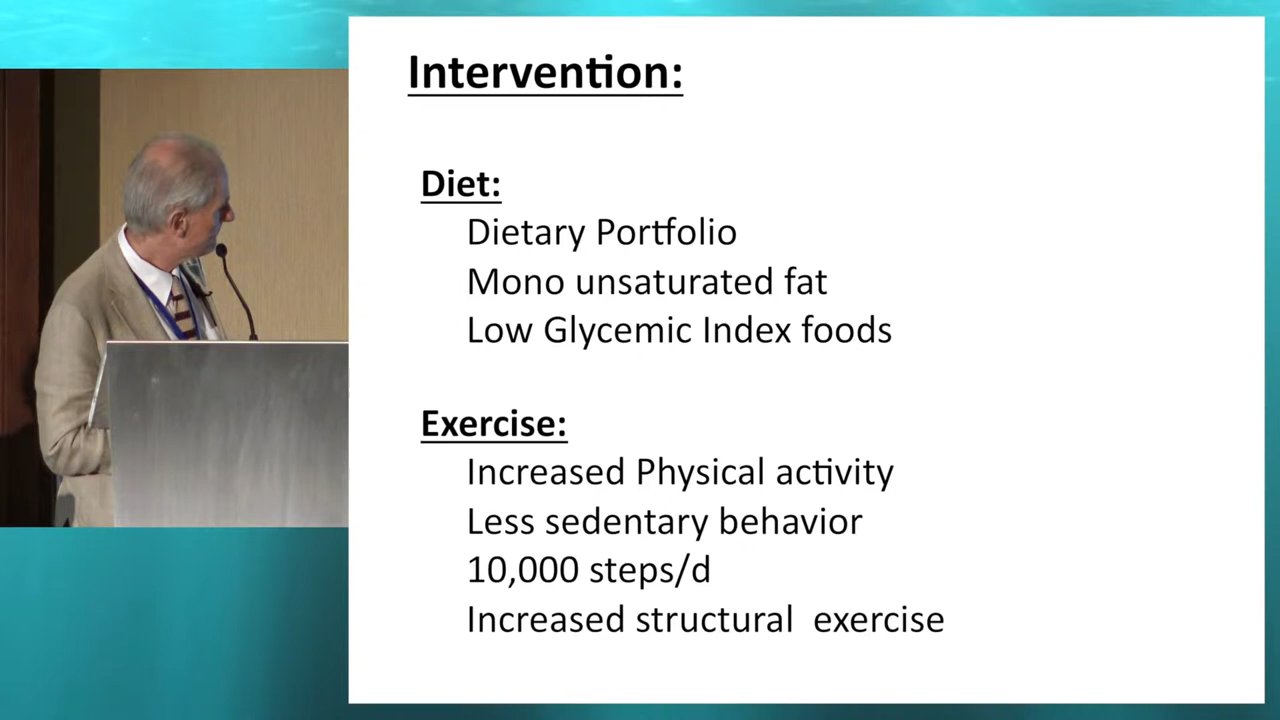 Intervention:
Diet:
Dietary Portfolio
Mono unsaturated fat
Low Glycemic Index foods
Exercise:
Increased Physical activity
Less sedentary behavior
10,000 steps/d
Increased structural  exercise